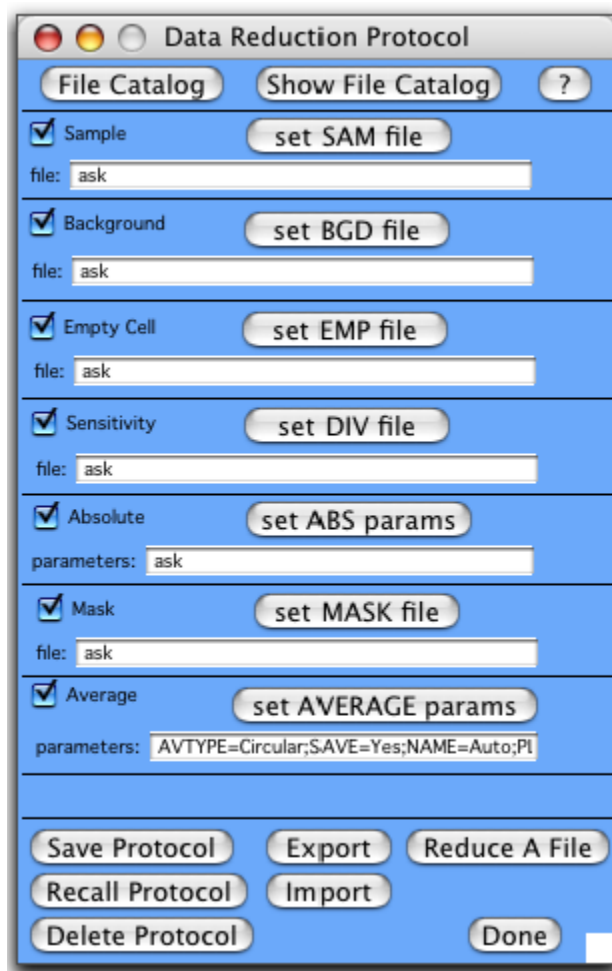 Data Reduction Protocol
File Catalog Show File Catalog ?
Sample set SAM file
file: ask
Background set BGD file
file: ask
Empty Cell set EMP file
file: ask
Sensitivity set DIV file
file: ask
Absolute set ABS params
parameters: ask
Mask set MASK file
file: ask
Average set AVERAGE params
parameters: AVTYPE=Circular;SAVE=Yes;NAME=Auto;Pl
Save Protocol Export Reduce A File
Recall Protocol Import
Delete Protocol Done